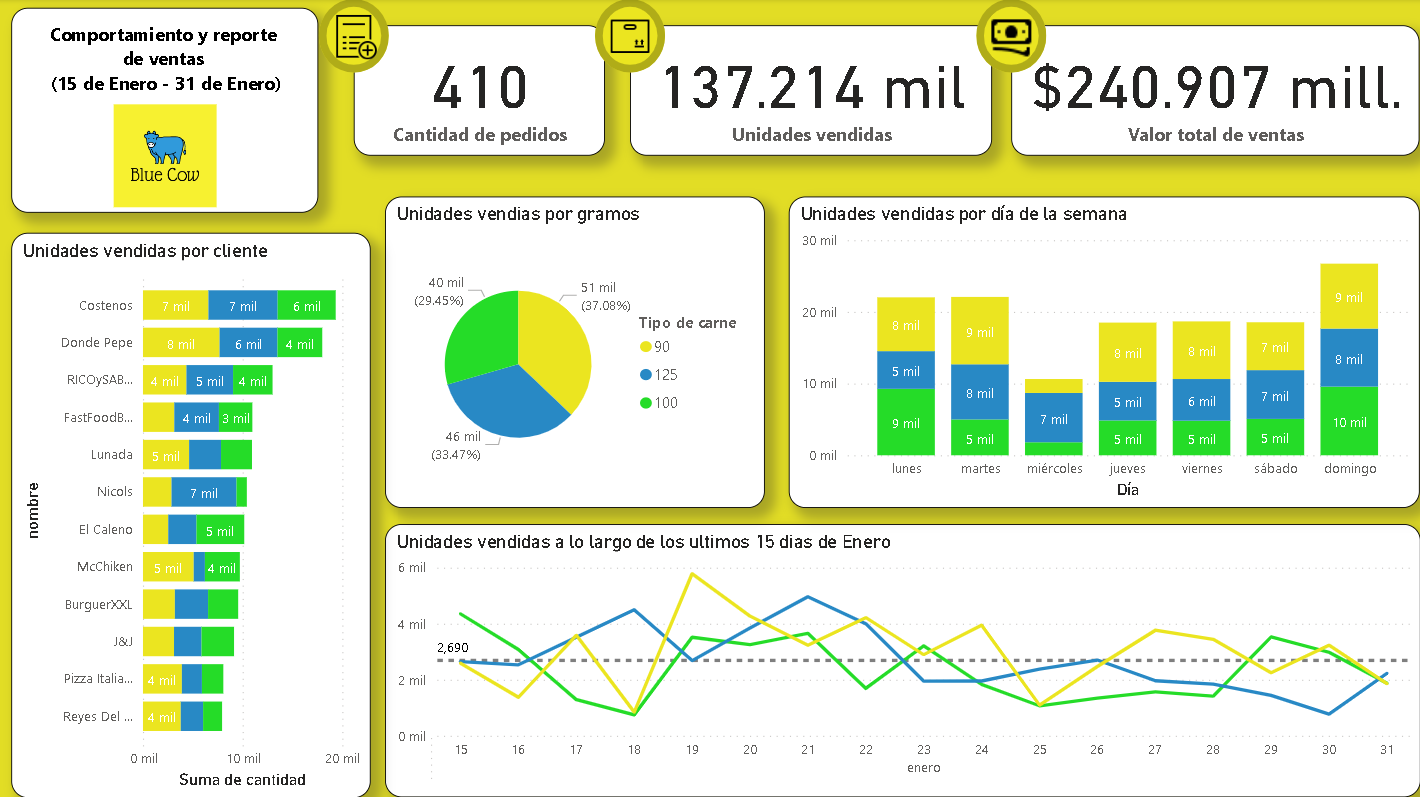 Comportamiento y reporte
de ventas
(15 de Enero - 31 de Enero)
Blue Cow
410
Cantidad de pedidos
137.214 mil
Unidades vendidas
$240.907 mill.
Valor total de ventas
Unidades vendidas por cliente
nombre
Costenos
7 mil
7 mil
6 mil
Donde Pepe
8 mil
6 mil
4 mil
RICOySAB...
4 mil
5 mil
4 mil
FastFoodB...
4 mil
3 mil
Lunada
5 mil
Nicols
7 mil
El Caleno
5 mil
McChiken
5 mil
4 mil
BurguerXXL
J&J
Pizza Italia...
4 mil
Reyes Del ...
4 mil
0 mil
10 mil
20 mil
Suma de cantidad
Unidades vendias por gramos
40 mil
(29.45%)
51 mil
(37.08%)
46 mil
(33.47%)
Tipo de carne
90
125
100
Unidades vendidas por día de la semana
30 mil
20 mil
10 mil
0 mil
8 mil
5 mil
9 mil
9 mil
8 mil
5 mil
7 mil
8 mil
5 mil
5 mil
8 mil
6 mil
5 mil
7 mil
7 mil
5 mil
9 mil
8 mil
10 mil
lunes
martes
miércoles
jueves
viernes
sábado
domingo
Día
Unidades vendidas a lo largo de los ultimos 15 dias de Enero
6 mil
4 mil
2 mil
0 mil
2,690
15
16
17
18
19
20
21
22
23
24
25
26
27
28
29
30
31
enero